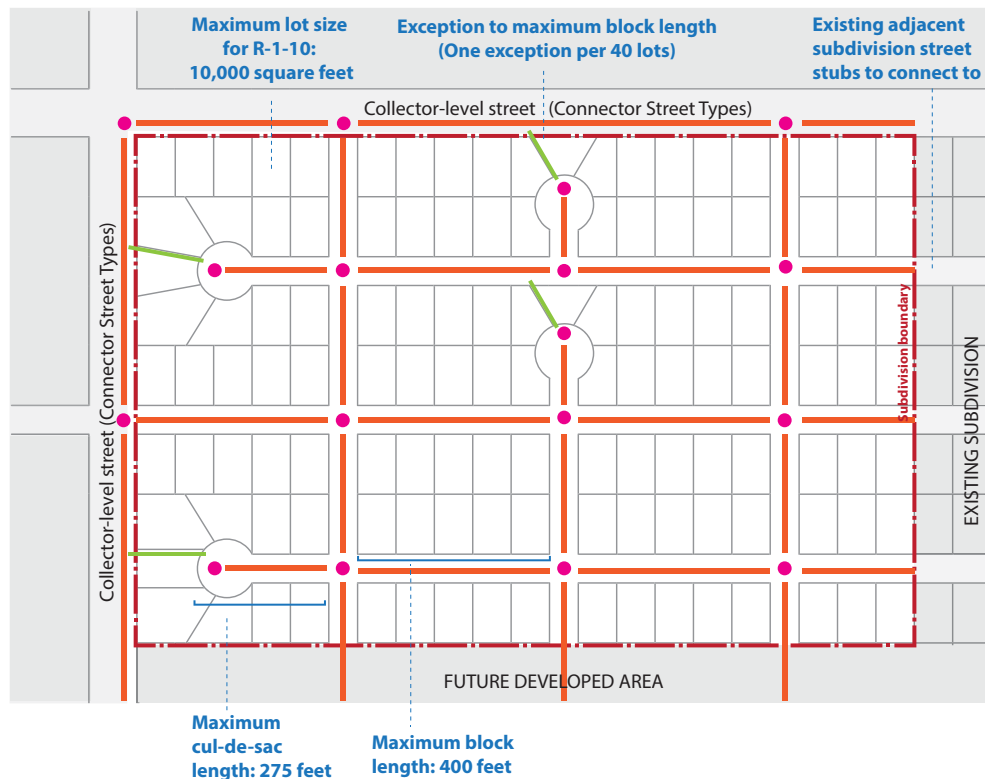 Maximum lot size
for R-1-10:
10,000 square feet
Exception to maximum block length
(One exception per 40 lots)
Existing adjacent
subdivision street
stubs to connect to
Collector-level street (Connector Street Types)
Collector-level street (Connector Street Types)
Subdivision boundary
EXISTING SUBDIVISION
FUTURE DEVELOPED AREA
Maximum
cul-de-sac
length: 275 feet
Maximum block
length: 400 feet